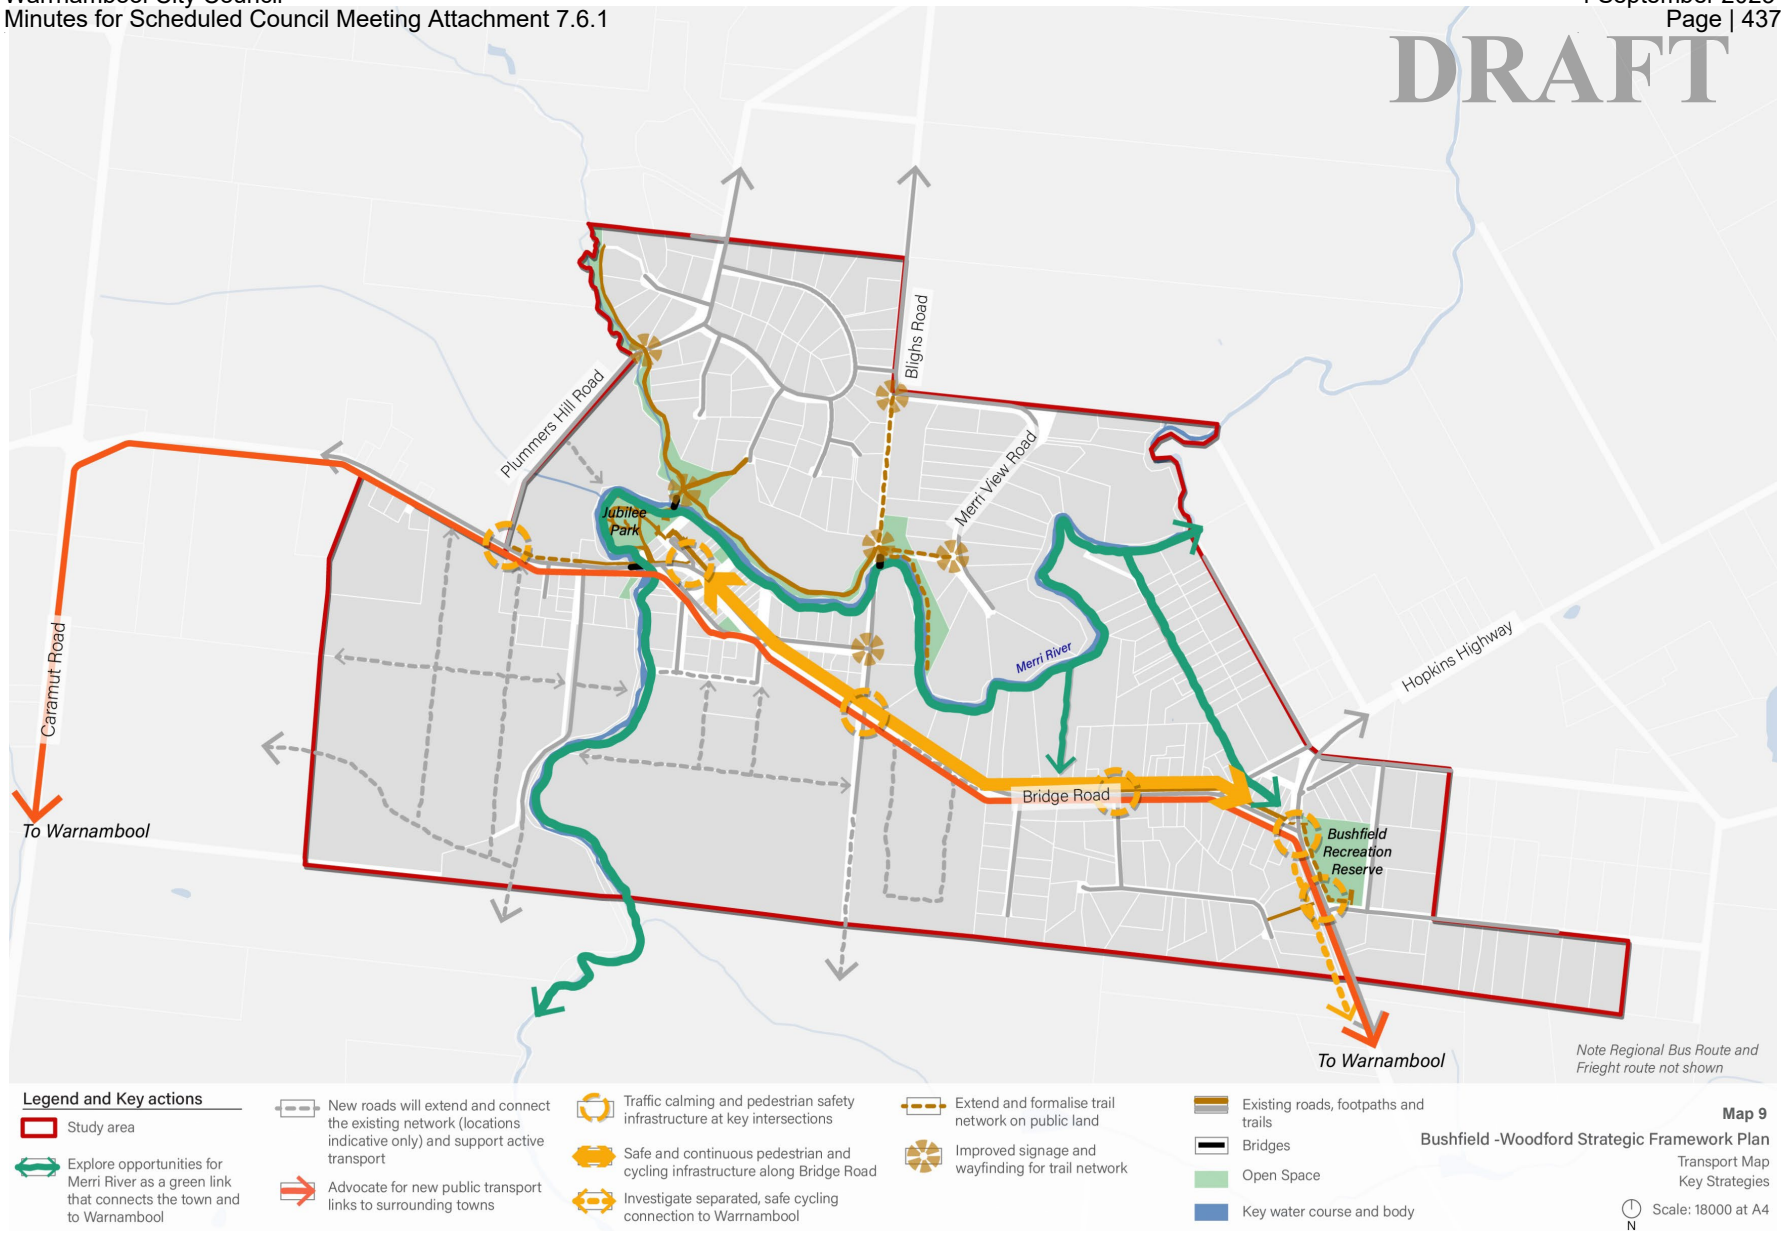 Warrnambool City Council
Minutes for Scheduled Council Meeting Attachment 7.6.1
Page | 437
DRAFT
Plummers Hill Road
Blighs Road
Merri View Road
Jubilee
Park
Merri River
Hopkins Highway
Caramut Road
Bridge Road
Bushfield
Recreation
Reserve
To Warnambool
To Warnambool
Note Regional Bus Route and
Frieght route not shown
Legend and Key actions
Study area
Explore opportunities for
Merri River as a green link
that connects the town and
to Warnambool
New roads will extend and connect
the existing network (locations
indicative only) and support active
transport
Advocate for new public transport
links to surrounding towns
Traffic calming and pedestrian safety
infrastructure at key intersections
Safe and continuous pedestrian and
cycling infrastructure along Bridge Road
Investigate separated, safe cycling
connection to Warrnambool
Extend and formalise trail
network on public land
Improved signage and
wayfinding for trail network
Existing roads, footpaths and
trails
Bridges
Open Space
Key water course and body
Map 9
Bushfield -Woodford Strategic Framework Plan
Transport Map
Key Strategies
N
Scale: 18000 at A4